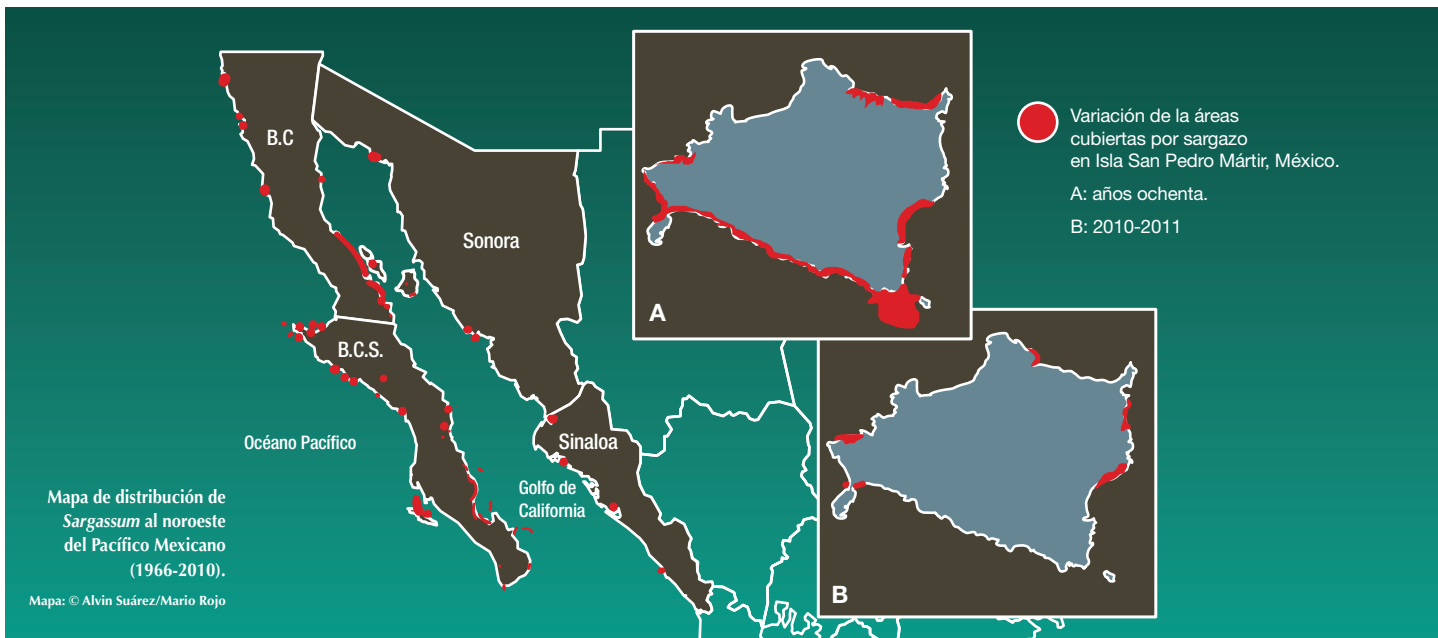 B.C
Sonora
B.C.S.
Sinaloa
Océano Pacífico
Golfo de
California
Mapa de distribución de
Sargassum al noroeste
del Pacífico Mexicano
(1966-2010).
Mapa: © Alvin Suárez/Mario Rojo
A
B
Variación de la áreas
cubiertas por sargazo
en Isla San Pedro Mártir, México.
A: años ochenta.
B: 2010-2011